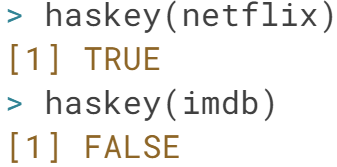 > haskey(netflix)
[1] TRUE
> haskey(imdb)
[1] FALSE